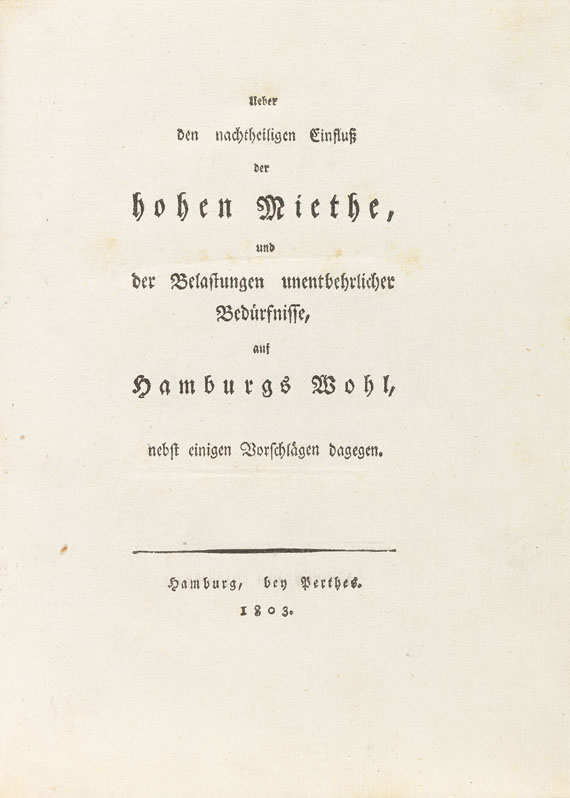 Ueber
den nachtheiligen Einfluß
der
hohen Miethe,
und
der Belastungen unentbehrlicher
Bedürfnisse,
auf
Hamburgs Wohl,
nebst einigen Vorschlägen dagegen.
Hamburg, bey Perthes.
1803.